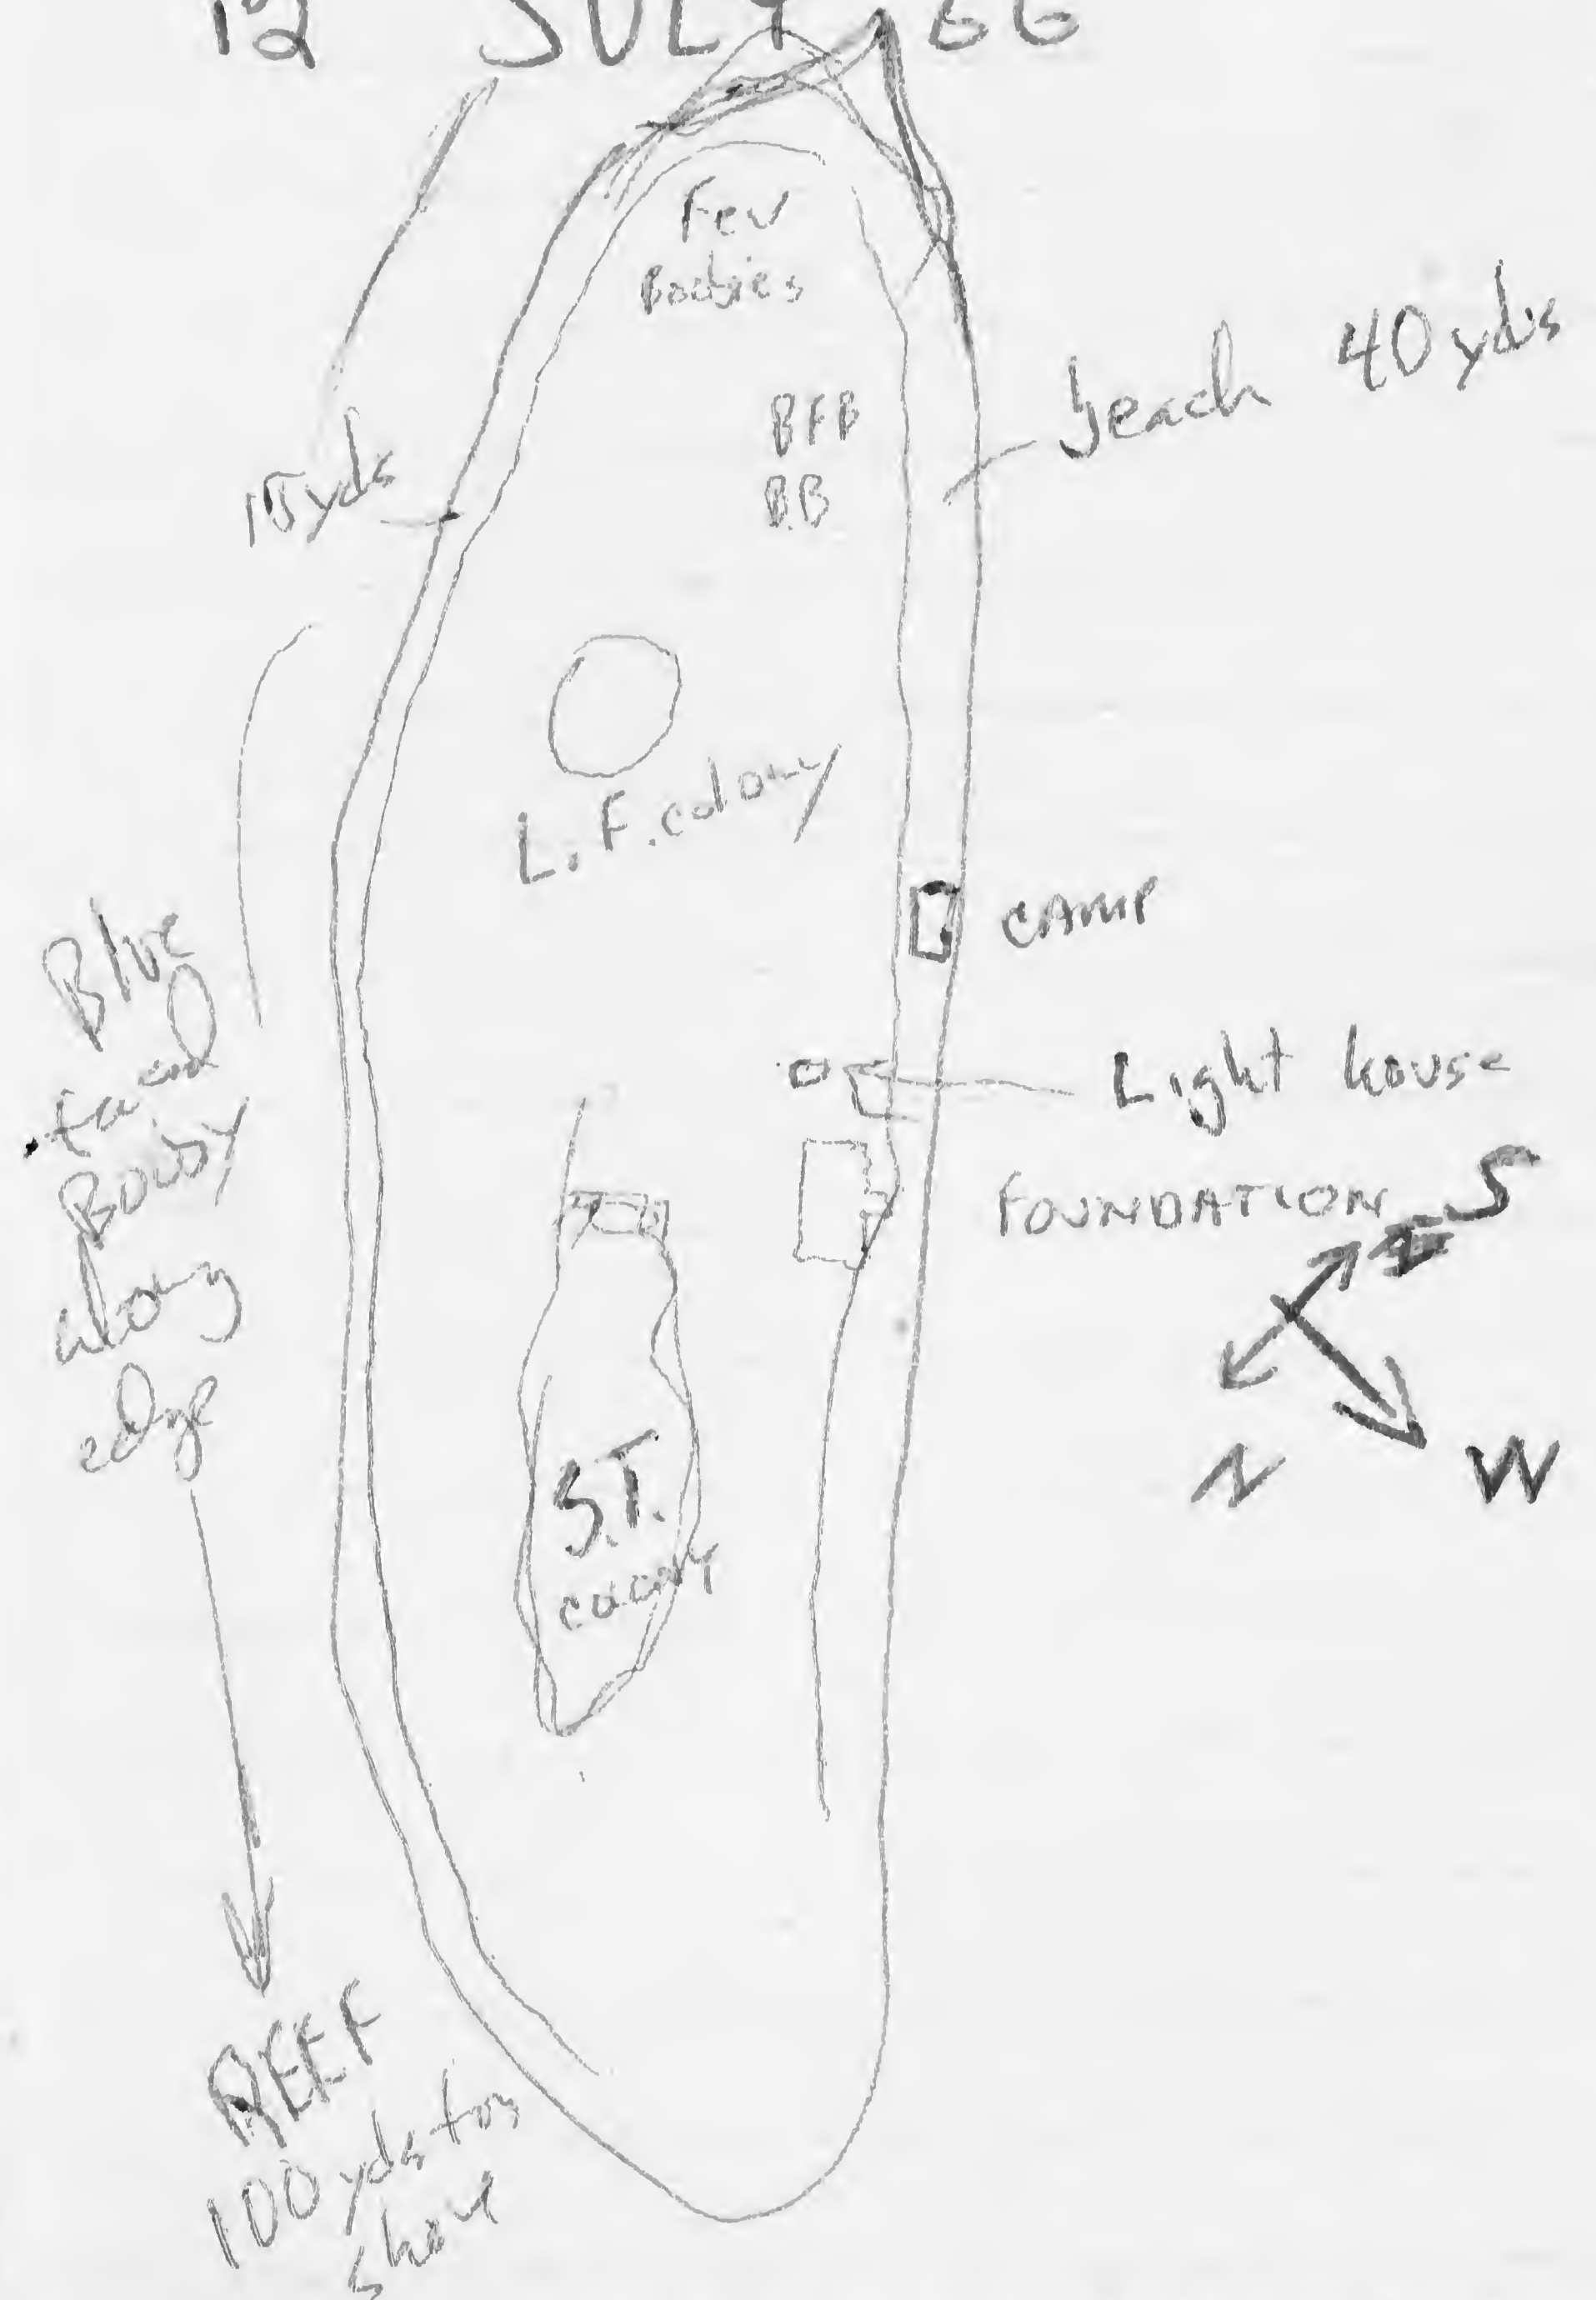 12 JULY 66
Few
Boobies
BFB
BB
beach 40 yds
15 yds
L.F. colony
CAMP
Light house
FOUNDATION
S
N
W
Blue
faced
Booby
along
edge
S.T.
colony
REEF
100 yds from
shore